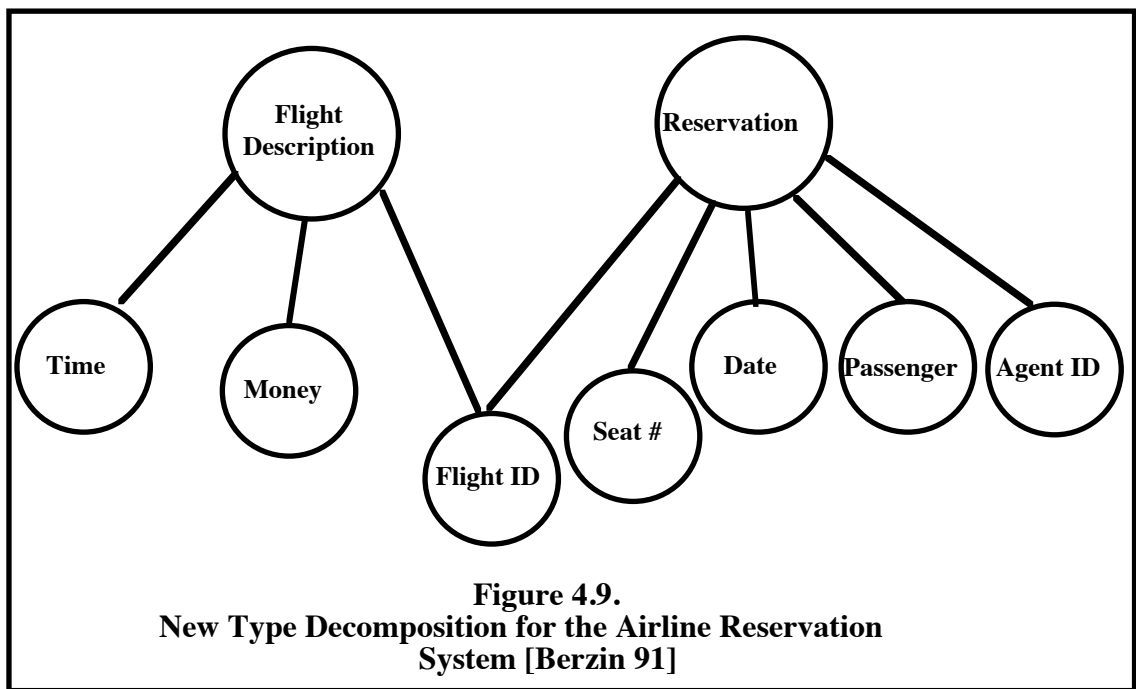 Flight
Description
Reservation
Time
Money
Flight ID
Seat #
Date
Passenger
Agent ID
Figure 4.9.
New Type Decomposition for the Airline Reservation
System [Berzin 91]